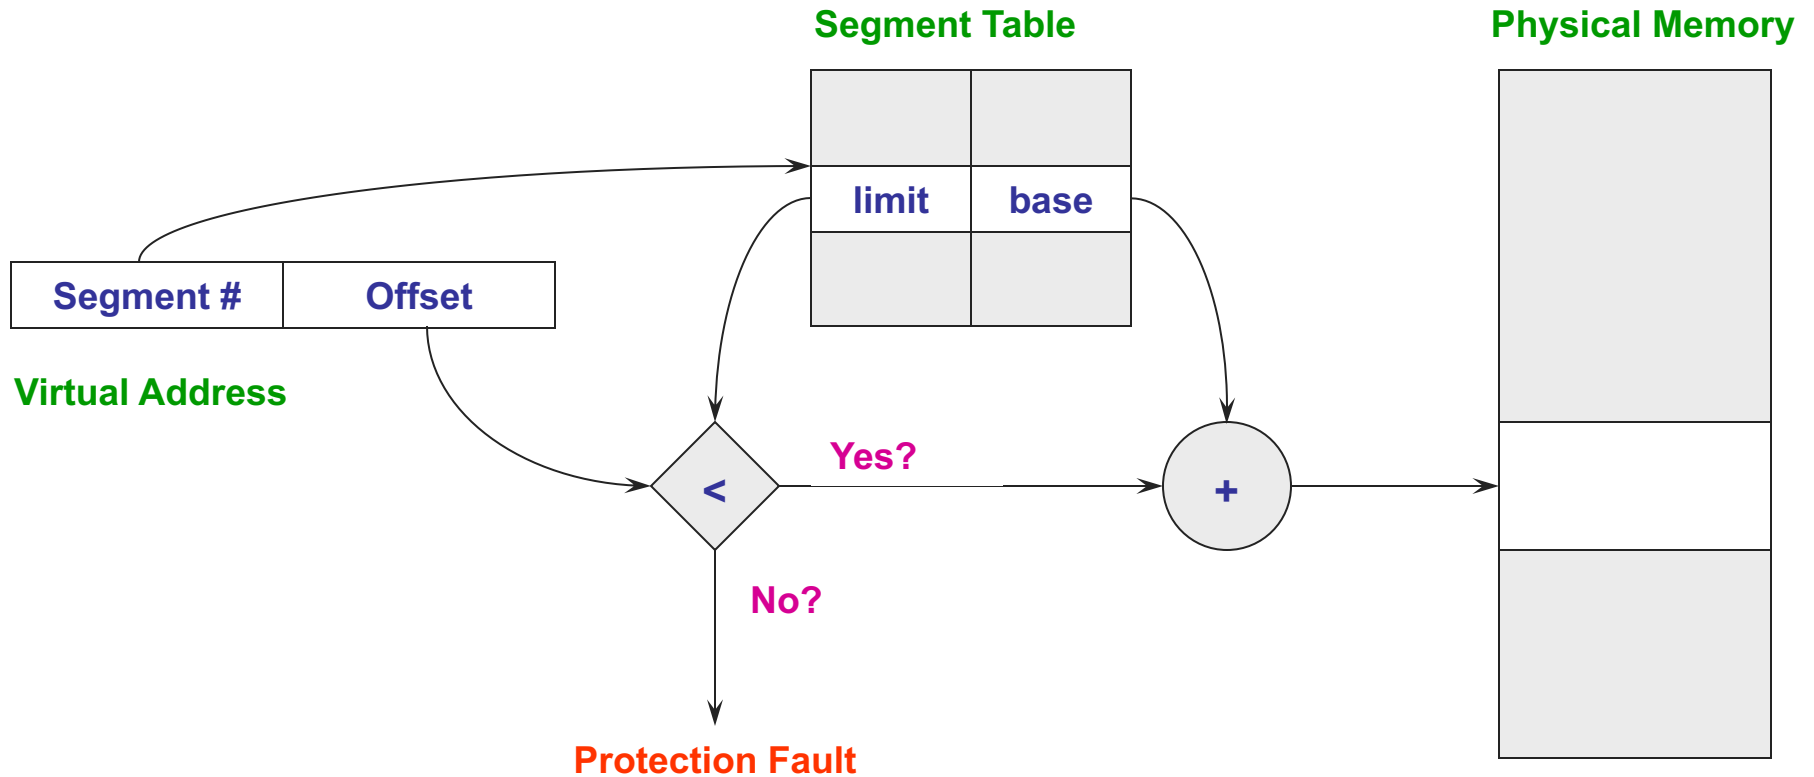 Segment Table
Physical Memory
limit
base
Segment #
Offset
Virtual Address
Yes?
<
+
No?
Protection Fault